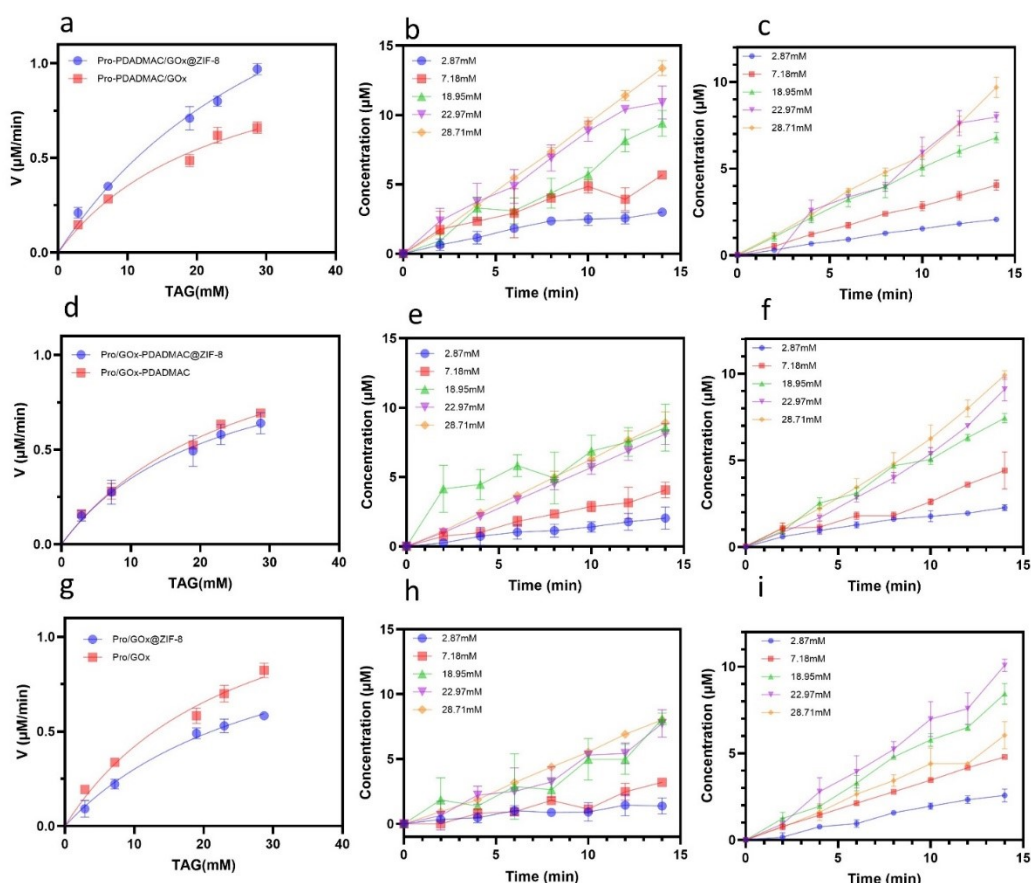 a
Pro-PDADMAC/GOx@ZIF-8
Pro-PDADMAC/GOx
V (µM/min)
1.0
0.5
0.0
0 10 20 30 40
TAG(mM)
b
2.87mM
7.18mM
18.95mM
22.97mM
28.71mM
Concentration (µM)
15
10
5
0
0 5 10 15
Time (min)
c
2.87mM
7.18mM
18.95mM
22.97mM
28.71mM
Concentration (µM)
10
5
0
0 5 10 15
Time (min)
d
Pro/GOx-PDADMAC@ZIF-8
Pro/GOx-PDADMAC
V (µM/min)
1.0
0.5
0.0
0 10 20 30 40
TAG(mM)
e
2.87mM
7.18mM
18.95mM
22.97mM
28.71mM
Concentration (µM)
15
10
5
0
0 5 10 15
Time (min)
f
2.87mM
7.18mM
18.95mM
22.97mM
28.71mM
Concentration (µM)
10
5
0
0 5 10 15
Time (min)
g
Pro/GOx@ZIF-8
Pro/GOx
V (µM/min)
1.0
0.5
0.0
0 10 20 30 40
TAG(mM)
h
2.87mM
7.18mM
18.95mM
22.97mM
28.71mM
Concentration (µM)
15
10
5
0
0 5 10 15
Time (min)
i
2.87mM
7.18mM
18.95mM
22.97mM
28.71mM
Concentration (µM)
10
5
0
0 5 10 15
Time (min)